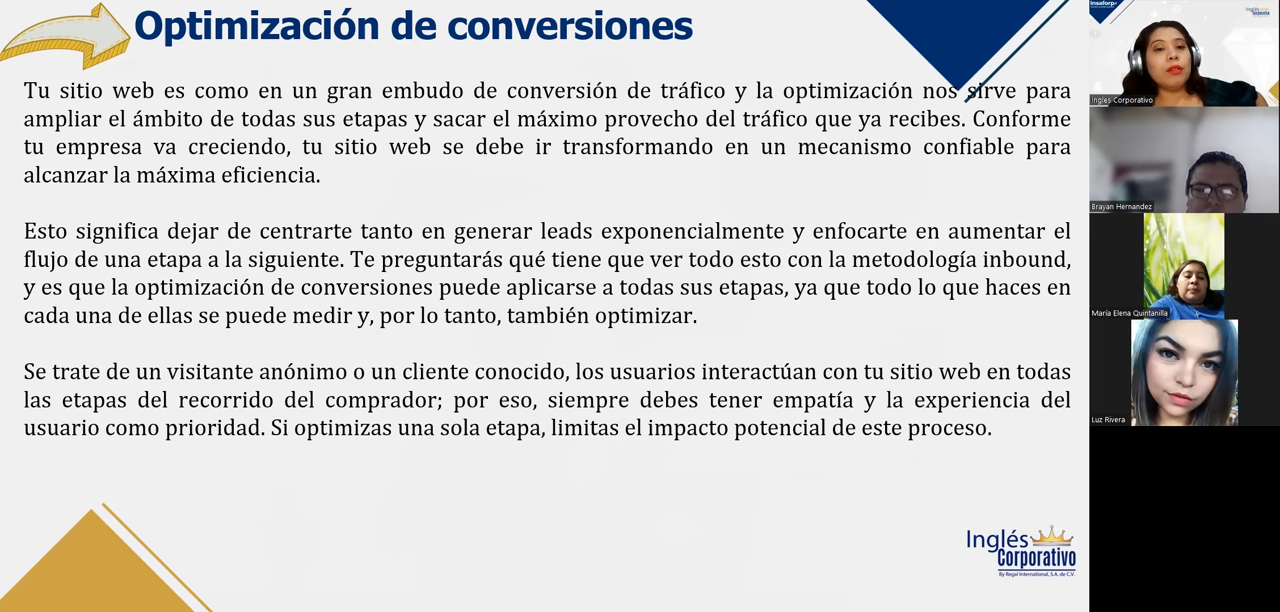 Optimización de conversiones
Tu sitio web es como en un gran embudo de conversión de tráfico y la optimización nos sirve para
ampliar el ámbito de todas sus etapas y sacar el máximo provecho del tráfico que ya recibes. Conforme
tu empresa va creciendo, tu sitio web se debe ir transformando en un mecanismo confiable para
alcanzar la máxima eficiencia.
Esto significa dejar de centrarte tanto en generar leads exponencialmente y enfocarte en aumentar el
flujo de una etapa a la siguiente. Te preguntarás qué tiene que ver todo esto con la metodología inbound,
y es que la optimización de conversiones puede aplicarse a todas sus etapas, ya que todo lo que haces en
cada una de ellas se puede medir y, por lo tanto, también optimizar.
Se trate de un visitante anónimo o un cliente conocido, los usuarios interactúan con tu sitio web en todas
las etapas del recorrido del comprador; por eso, siempre debes tener empatía y la experiencia del
usuario como prioridad. Si optimizas una sola etapa, limitas el impacto potencial de este proceso.
Inglés
Corporativo
By Regal International, S.A. de C.V.
Insaforp
Inglés
Corporativo
Ingles Corporativo
Brayan Hernandez
María Elena Quintanilla
Luz Rivera